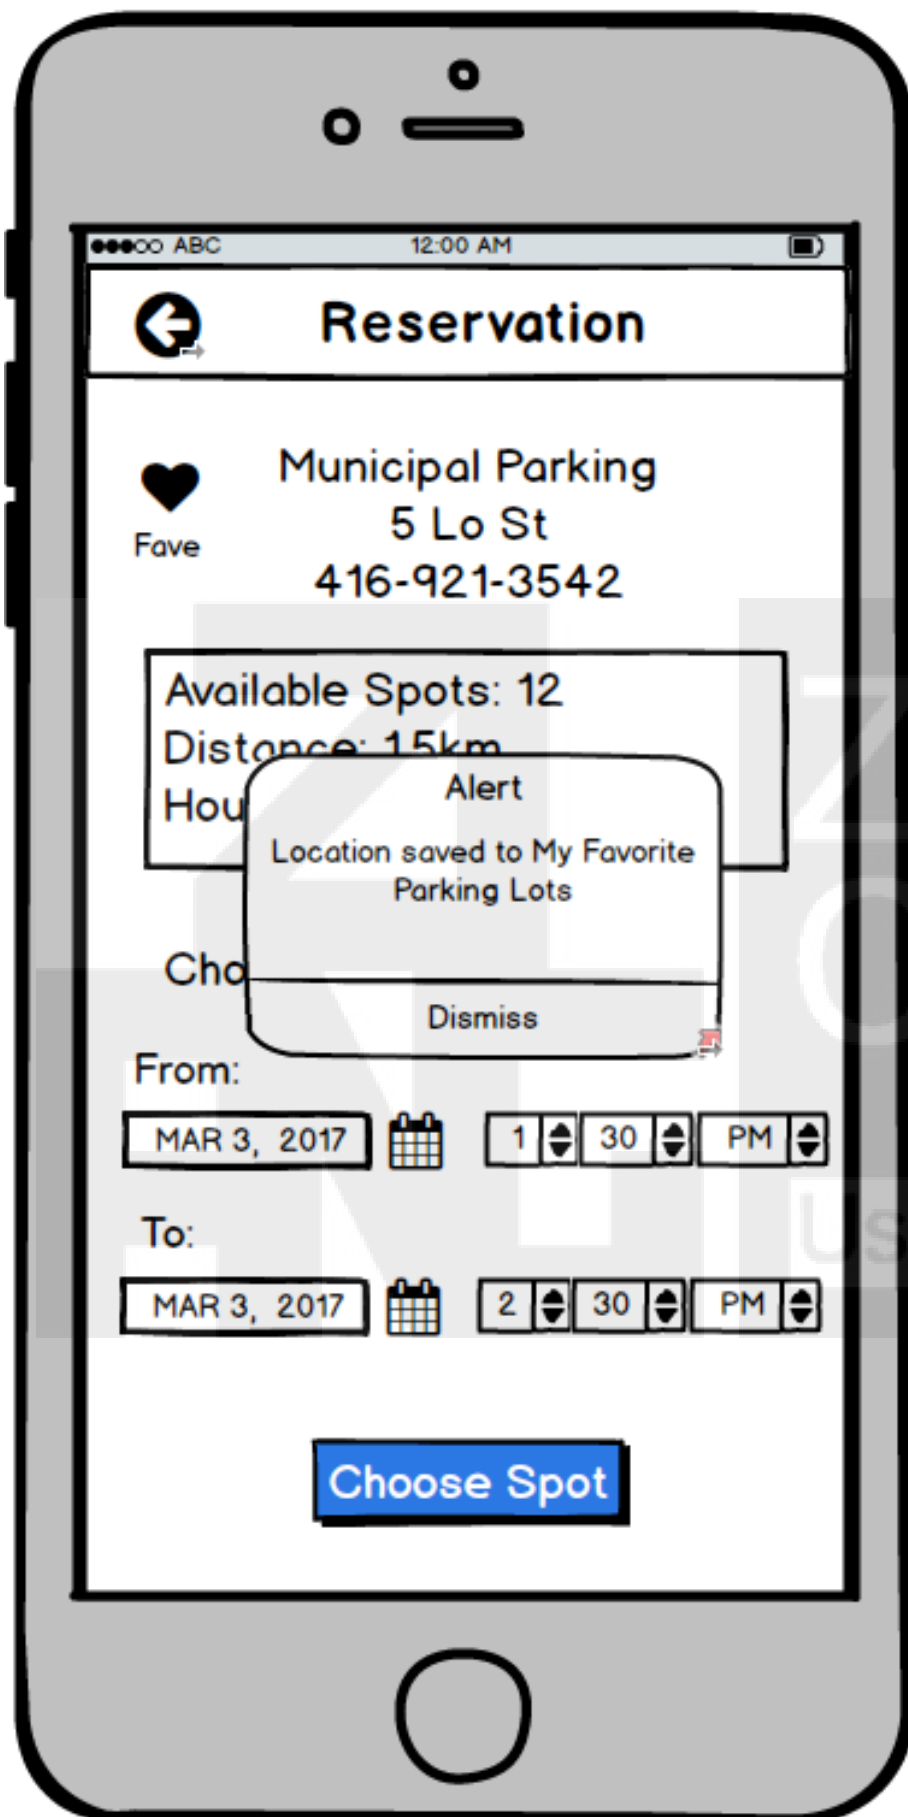 ABC 12:00 AM
Reservation
Municipal Parking
Fave
5 Lo St
416-921-3542
Available Spots: 12
Distance: 15km
Alert
Location saved to My Favorite
Parking Lots
Dismiss
From:
MAR 3, 2017 1 30 PM
To:
MAR 3, 2017 2 30 PM
Choose Spot